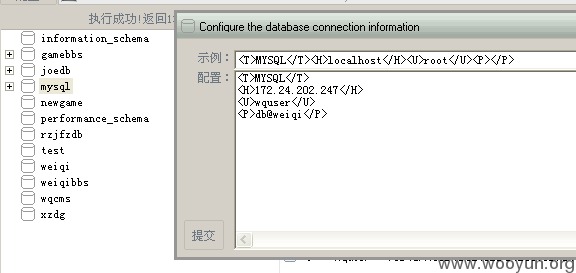 执行成功!返回1
information_schema
gamebbs
joedb
mysql
newgame
performance_schema
rzjfzdb
test
weiqi
weiqibbs
wqcms
xzdg
Configure the database connection information
示例:
<T>MYSQL</T><H>localhost</H><U>root</U><P></P>
配置:
<T>MYSQL</T>
<H>172.24.202.247</H>
<U>wquser</U>
<P>db@weiqi</P>
提交
www.wooyun.org